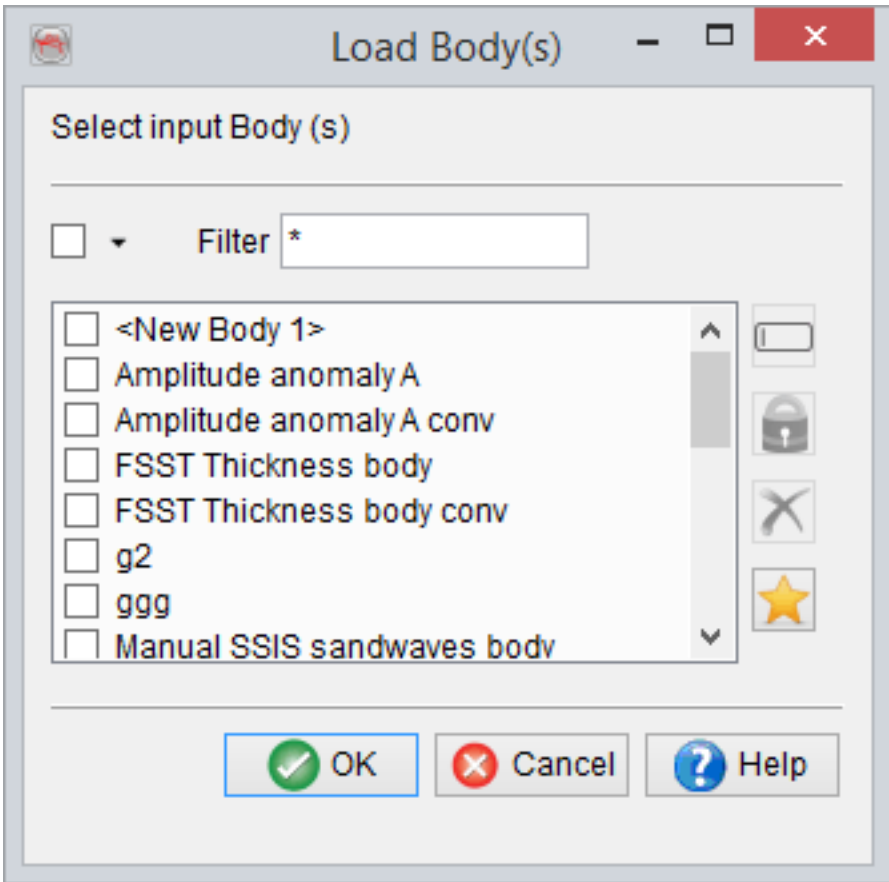 Load Body(s)
Select input Body (s)
Filter *
<New Body 1>
Amplitude anomaly A
Amplitude anomaly A conv
FSST Thickness body
FSST Thickness body conv
g2
ggg
Manual SSIS sandwaves body
OK Cancel Help